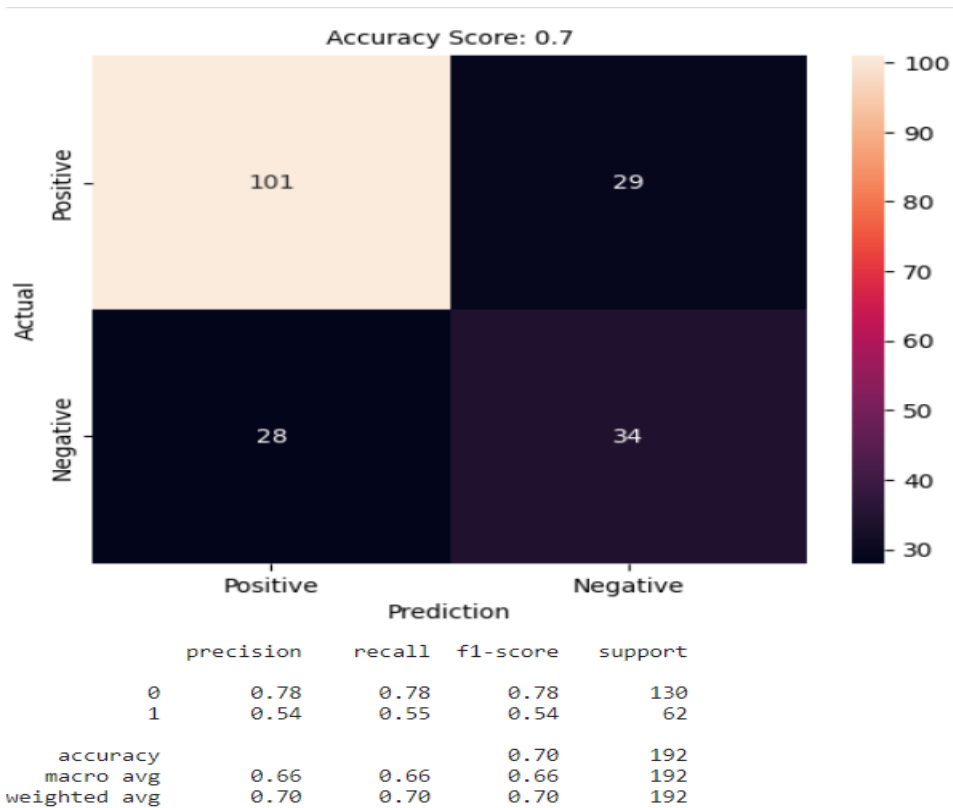 Accuracy Score: 0.7
Positive
101
29
100
90
80
70
60
50
40
30
Actual
Negative
28
34
Positive Negative
Prediction
precision recall f1-score support
0 0.78 0.78 0.78 130
1 0.54 0.55 0.54 62
accuracy 0.70 192
macro avg 0.66 0.66 0.66 192
weighted avg 0.70 0.70 0.70 192